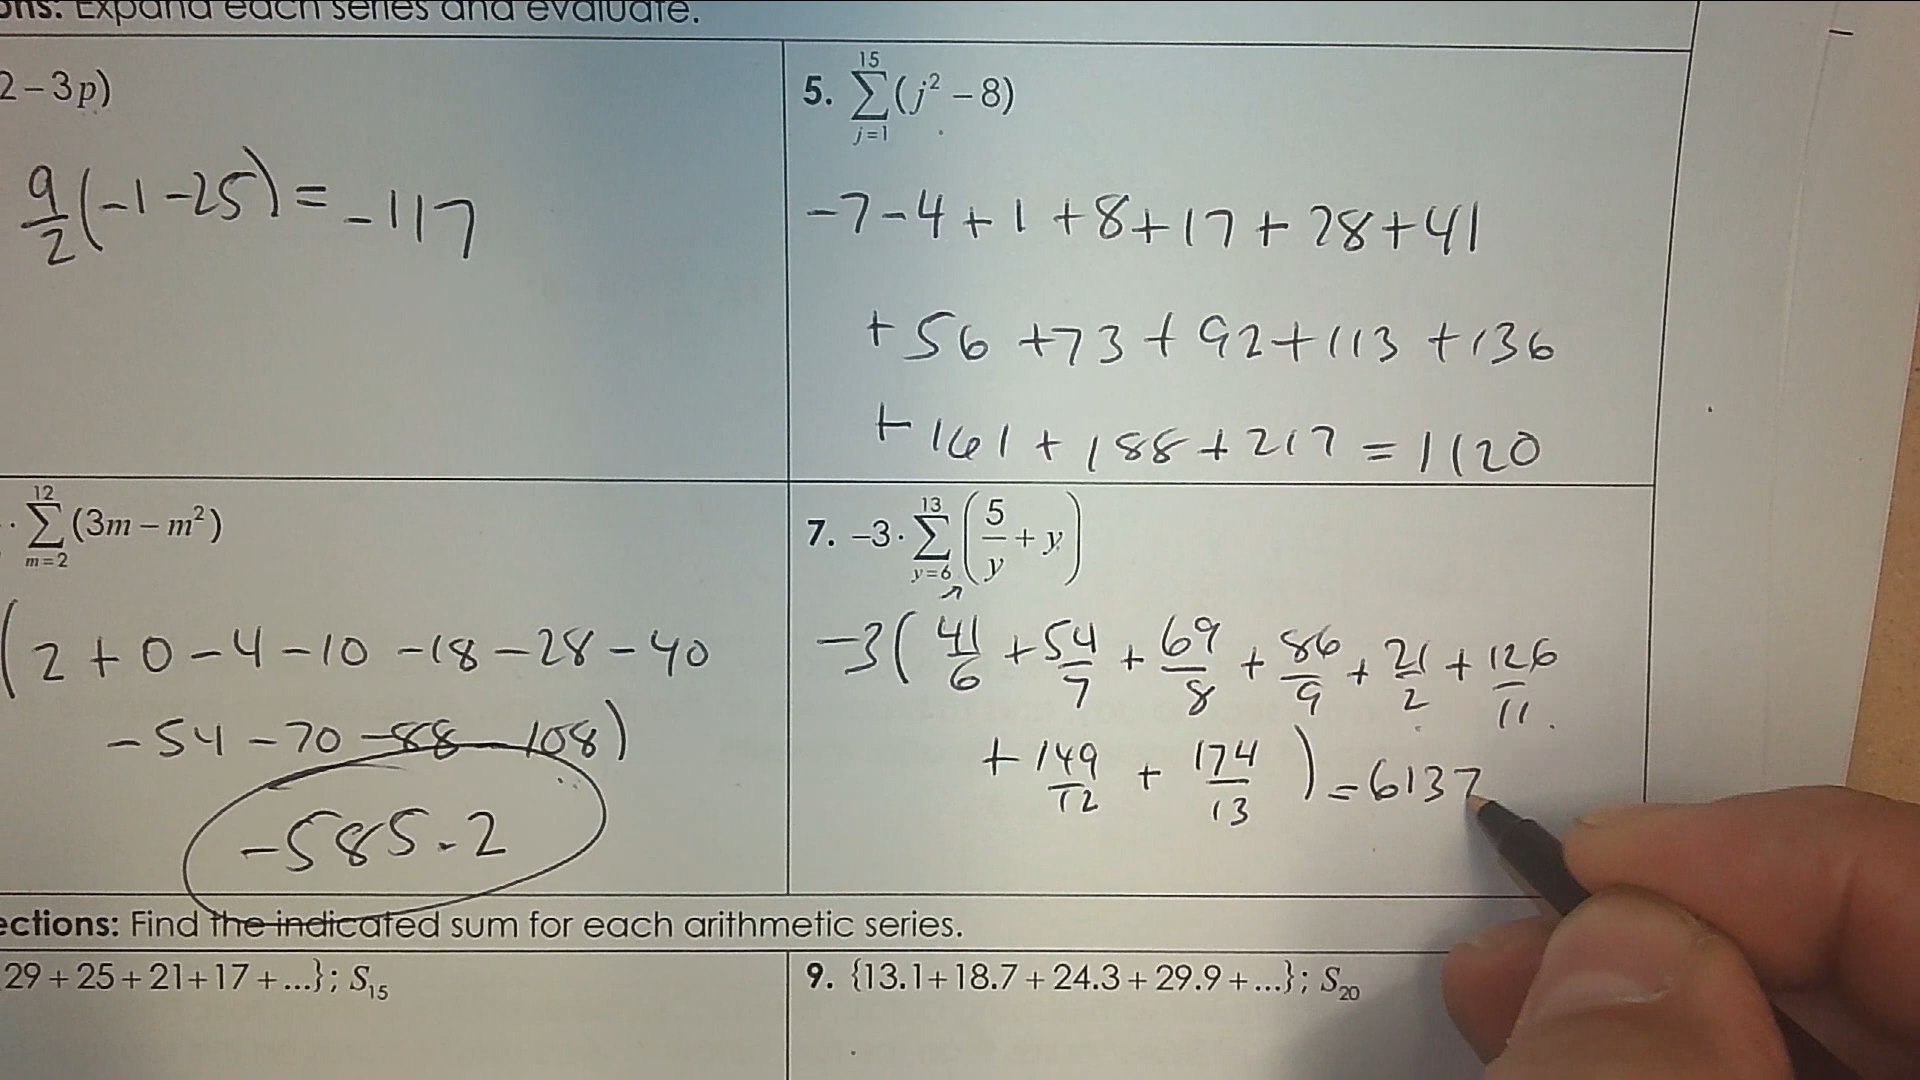 ons: Expand each series and evaluate.
2 – 3p)
9/2 (-1 -25) = -117
5. 15 ∑ j=1 (j² – 8)
-7-4+1+8+17+28+41
+56+73+92+113+136
+161+188+217=1120
· 12 ∑ m=2 (3m – m²)
(2+0-4-10-18-28-40
-54-70-88-108)
-585.2
7. –3· 13 ∑ y=6 (5/y + y)
-3(41/6 + 54/7 + 69/8 + 86/9 + 21/2 + 126/11
+ 149/12 + 174/13) = 6137
ections: Find the indicated sum for each arithmetic series.
29 + 25 + 21+17 + ...}; S₁₅
9. {13.1+18.7 + 24.3 + 29.9 + ...}; S₂₀